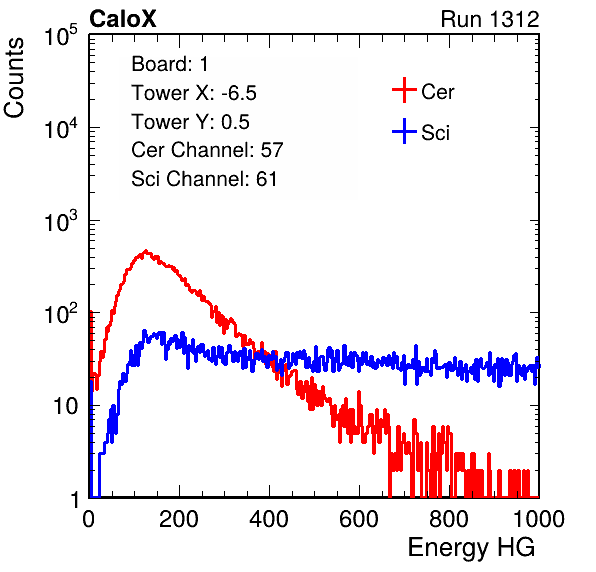 CaloX Run 1312
Counts
10^5
10^4
10^3
10^2
10
1
Board: 1
Tower X: -6.5
Tower Y: 0.5
Cer Channel: 57
Sci Channel: 61
Cer
Sci
0 200 400 600 800 1000
Energy HG